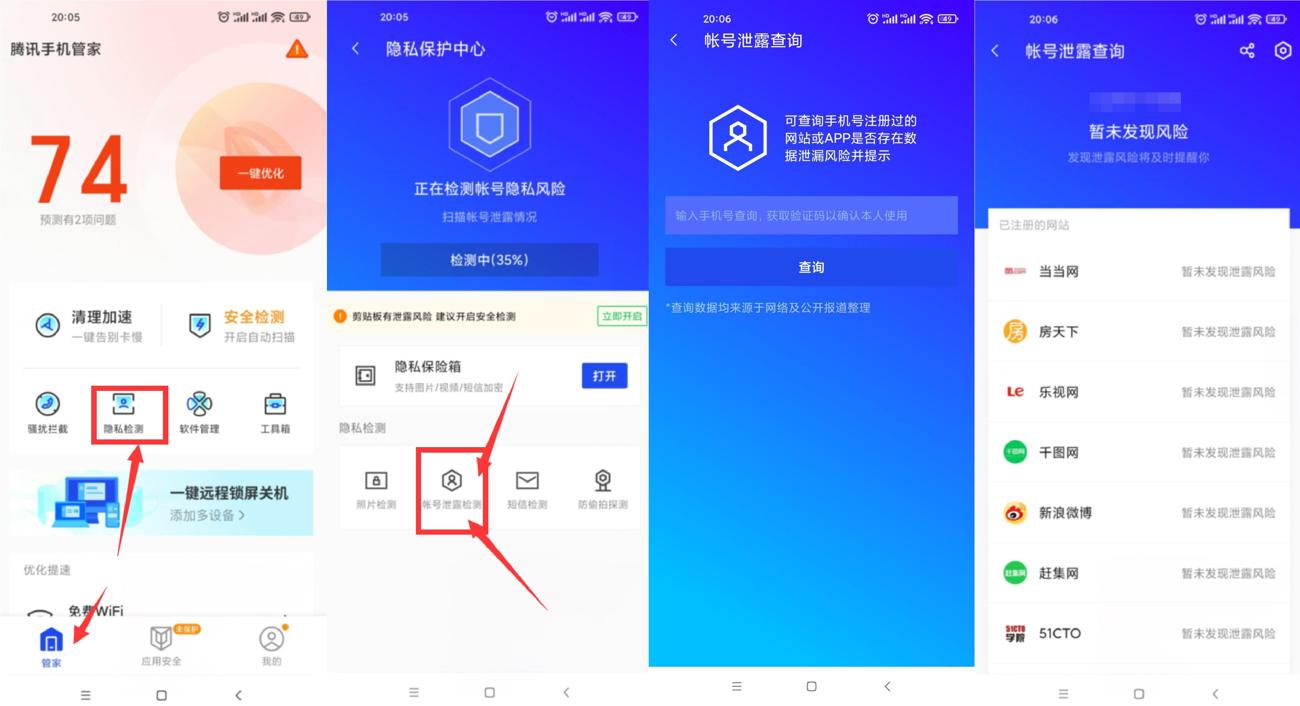 20:05
49
腾讯手机管家
74
预测有2项问题
一键优化
清理加速
一键告别卡慢
安全检测
开启自动扫描
骚扰拦截
隐私检测
软件管理
工具箱
一键远程锁屏关机
添加多设备 >
优化提速
免费WiFi
管家
未保护
应用安全
我的
20:05
49
隐私保护中心
正在检测帐号隐私风险
扫描帐号泄露情况
检测中(35%)
剪贴板有泄露风险 建议开启安全检测
立即开启
隐私保险箱
支持图片/视频/短信加密
打开
隐私检测
照片检测
帐号泄露检测
短信检测
防偷拍探测
20:06
49
帐号泄露查询
可查询手机号注册过的
网站或APP是否存在数
据泄漏风险并提示
输入手机号查询，获取验证码以确认本人使用
查询
*查询数据均来源于网络及公开报道整理
20:06
49
帐号泄露查询
暂未发现风险
发现泄露风险将及时提醒你
已注册的网站
当当网
暂未发现泄露风险
房
房天下
暂未发现泄露风险
Le
乐视网
暂未发现泄露风险
千图网
千图网
暂未发现泄露风险
新浪微博
暂未发现泄露风险
赶集网
赶集网
暂未发现泄露风险
51CTO
学院
51CTO
暂未发现泄露风险